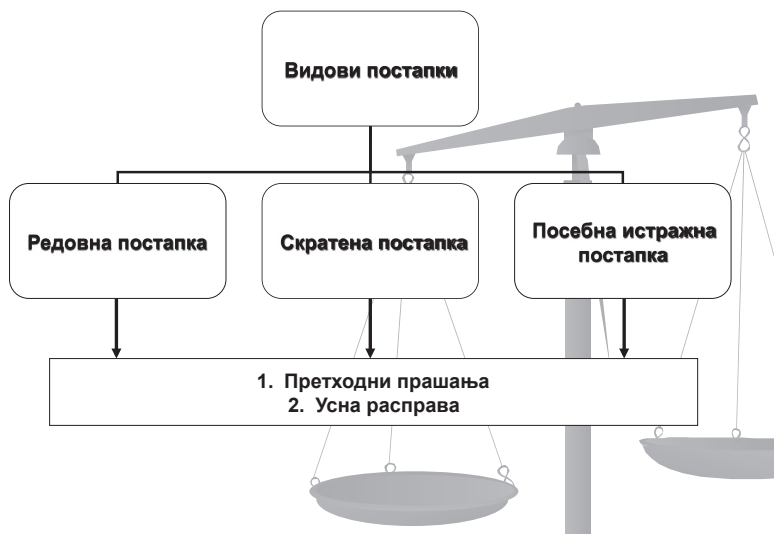 Видови постапки
Редовна постапка
Скратена постапка
Посебна истражна
постапка
1. Претходни прашања
2. Усна расправа